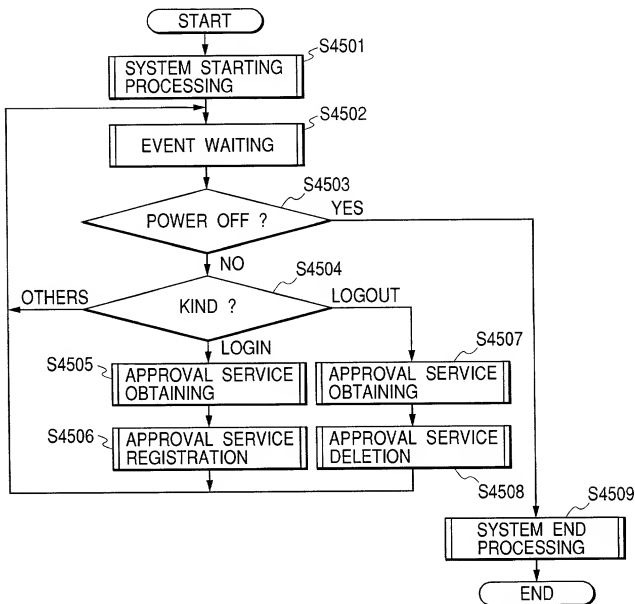 START
S4501
SYSTEM STARTING
PROCESSING
S4502
EVENT WAITING
S4503
POWER OFF ?
YES
NO
S4504
OTHERS
KIND ?
LOGOUT
LOGIN
S4505
APPROVAL SERVICE
OBTAINING
S4507
APPROVAL SERVICE
OBTAINING
S4506
APPROVAL SERVICE
REGISTRATION
APPROVAL SERVICE
DELETION
S4508
S4509
SYSTEM END
PROCESSING
END